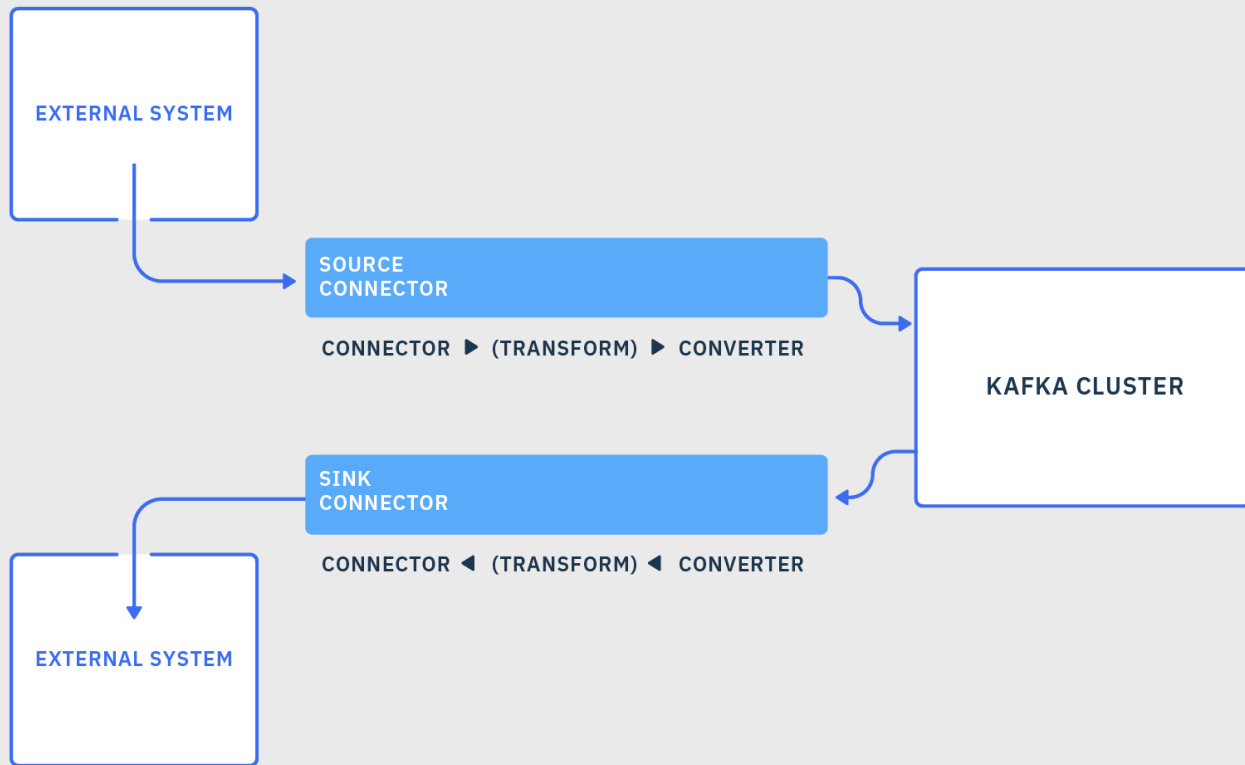 EXTERNAL SYSTEM
SOURCE
CONNECTOR
CONNECTOR ▶ (TRANSFORM) ▶ CONVERTER
KAFKA CLUSTER
SINK
CONNECTOR
CONNECTOR ◀ (TRANSFORM) ◀ CONVERTER
EXTERNAL SYSTEM